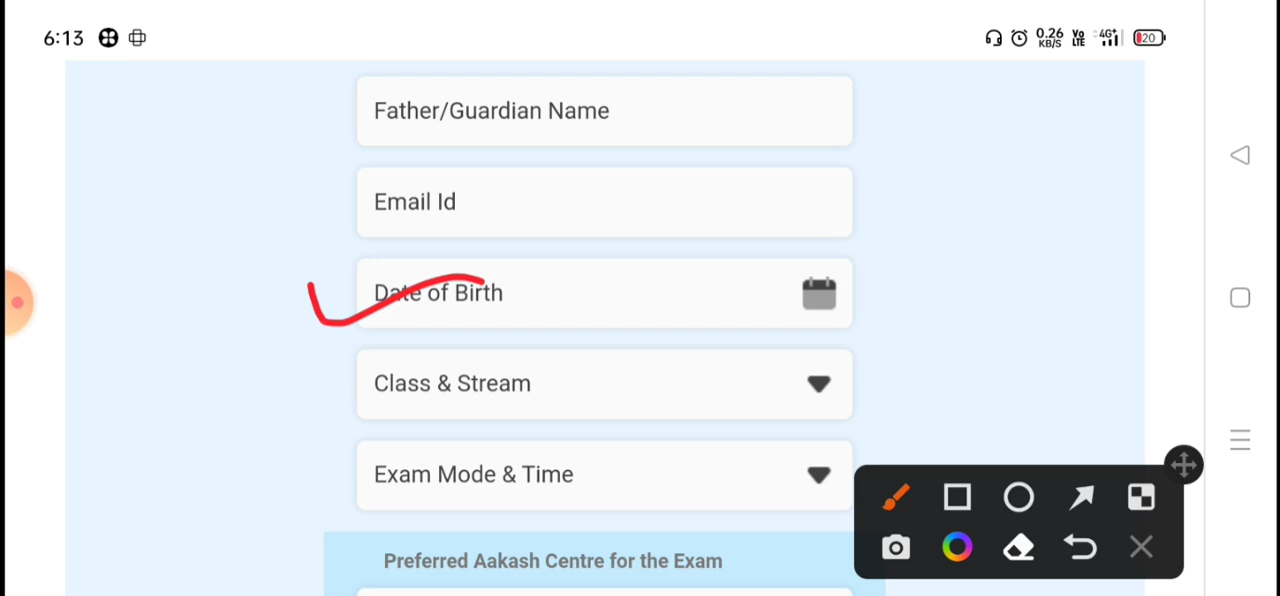 6:13 0.26 KB/S Vo LTE 4G+ 20
Father/Guardian Name
Email Id
Date of Birth
Class & Stream
Exam Mode & Time
Preferred Aakash Centre for the Exam